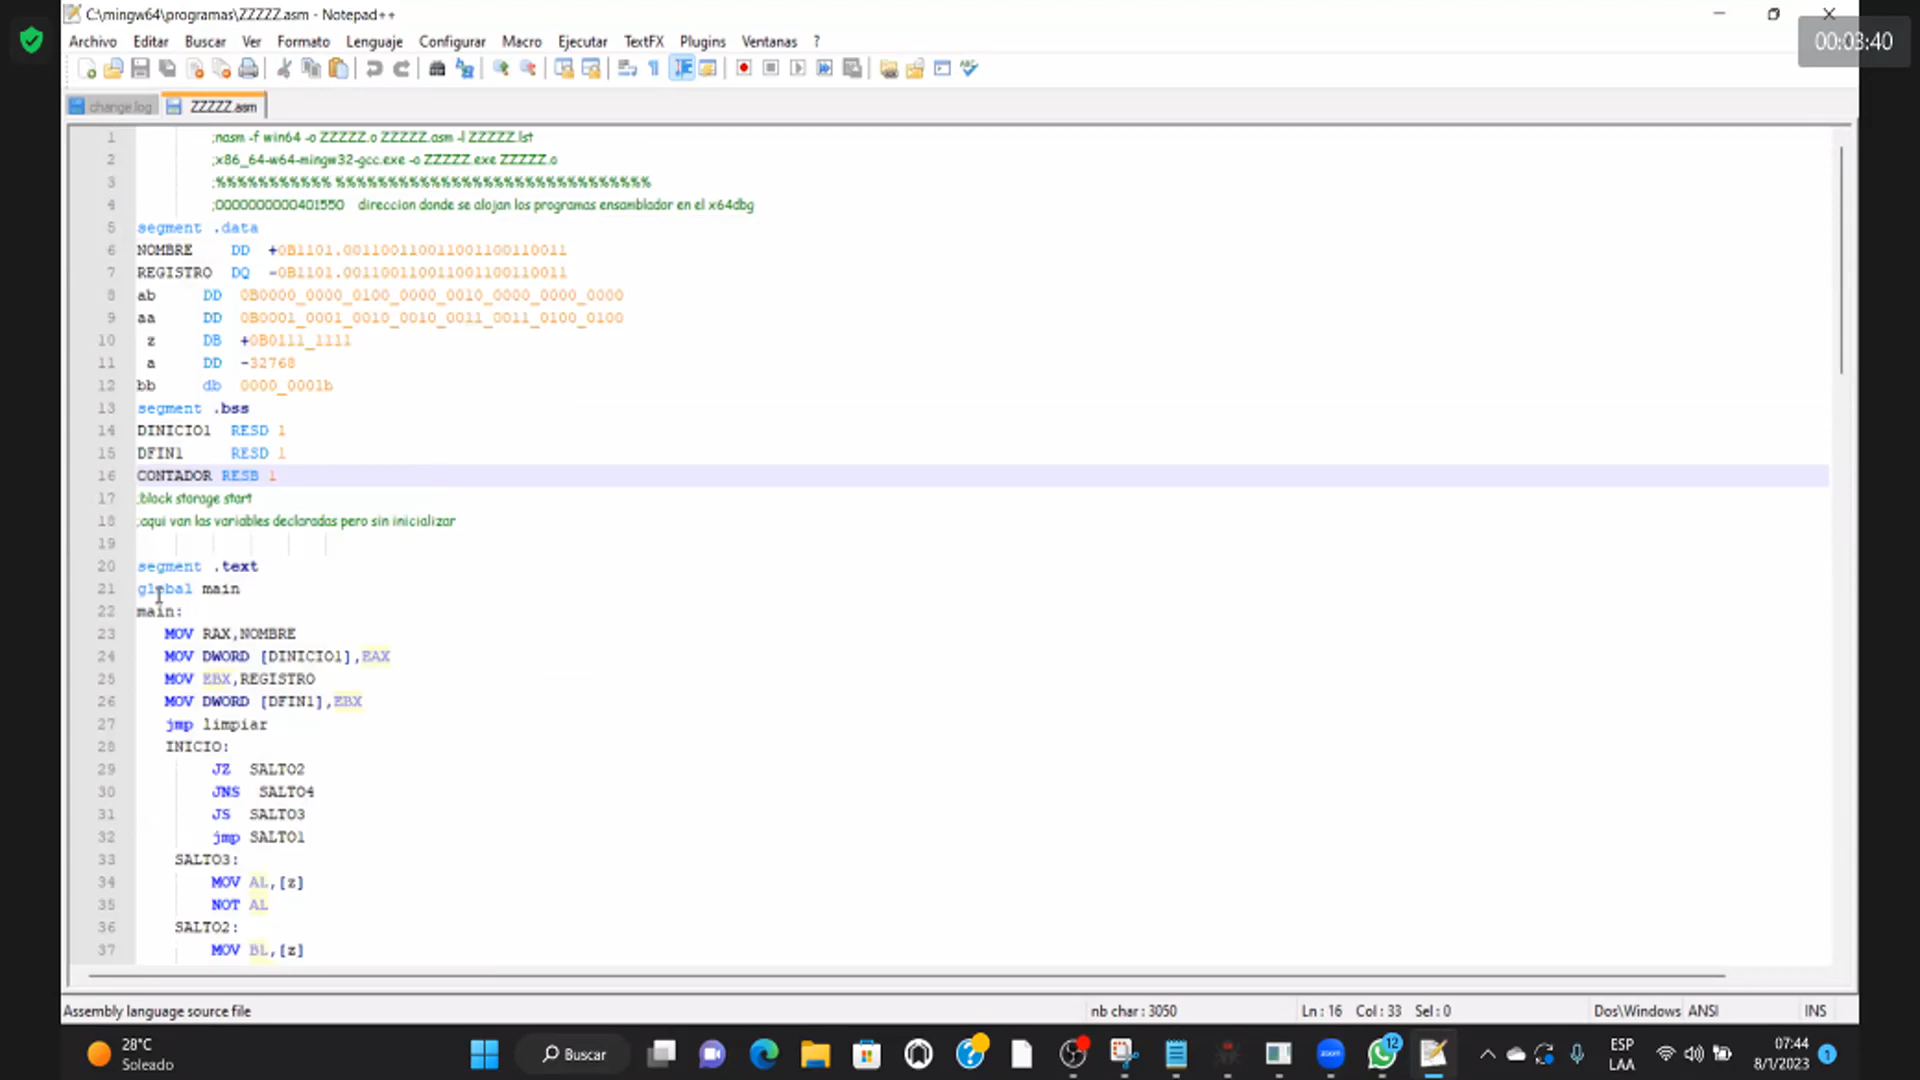 C:\mingw64\programas\ZZZZZ.asm - Notepad++
00:03:40
Archivo Editar Buscar Ver Formato Lenguaje Configurar Macro Ejecutar TextFX Plugins Ventanas ?
change.log ZZZZZ.asm
1 ;nasm -f win64 -o ZZZZZ.o ZZZZZ.asm -l ZZZZZ.lst
2 ;x86_64-w64-mingw32-gcc.exe -o ZZZZZ.exe ZZZZZ.o
3 ;%%%%%%%%%%% %%%%%%%%%%%%%%%%%%%%%%%%%%%%%%
4 ;0000000000401550 direccion donde se alojan los programas ensamblador en el x64dbg
5 segment .data
6 NOMBRE DD +0B1101.001100110011001100110011
7 REGISTRO DQ -0B1101.001100110011001100110011
8 ab DD 0B0000_0000_0100_0000_0010_0000_0000_0000
9 aa DD 0B0001_0001_0010_0010_0011_0011_0100_0100
10 z DB +0B0111_1111
11 a DD -32768
12 bb db 0000_0001b
13 segment .bss
14 DINICIO1 RESD 1
15 DFIN1 RESD 1
16 CONTADOR RESB 1
17 ;block storage start
18 ;aqui van las variables declaradas pero sin inicializar
19
20 segment .text
21 global main
22 main:
23 MOV RAX,NOMBRE
24 MOV DWORD [DINICIO1],EAX
25 MOV EBX,REGISTRO
26 MOV DWORD [DFIN1],EBX
27 jmp limpiar
28 INICIO:
29 JZ SALTO2
30 JNS SALTO4
31 JS SALTO3
32 jmp SALTO1
33 SALTO3:
34 MOV AL,[z]
35 NOT AL
36 SALTO2:
37 MOV BL,[z]
Assembly language source file nb char : 3050 Ln : 16 Col : 33 Sel : 0 Dos\Windows ANSI INS
28°C
Soleado
Buscar
zoom
12
ESP
LAA
07:44
8/1/2023
1